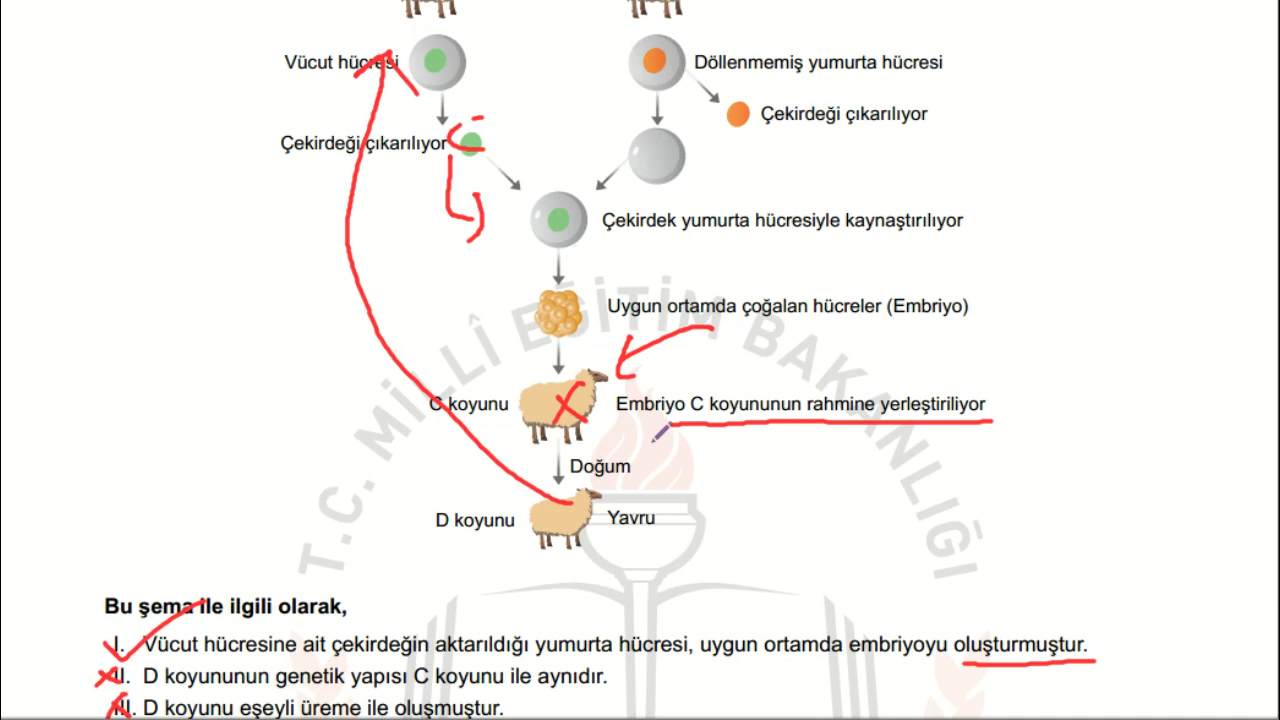 Vücut hücresi
Döllenmemiş yumurta hücresi
Çekirdeği çıkarılıyor
Çekirdeği çıkarılıyor
Çekirdek yumurta hücresiyle kaynaştırılıyor
Uygun ortamda çoğalan hücreler (Embriyo)
T.C. MİLLÎ EĞİTİM BAKANLIĞI
C koyunu
Embriyo C koyununun rahmine yerleştiriliyor
Doğum
D koyunu
Yavru
Bu şema ile ilgili olarak,
I. Vücut hücresine ait çekirdeğin aktarıldığı yumurta hücresi, uygun ortamda embriyoyu oluşturmuştur.
II. D koyununun genetik yapısı C koyunu ile aynıdır.
III. D koyunu eşeyli üreme ile oluşmuştur.